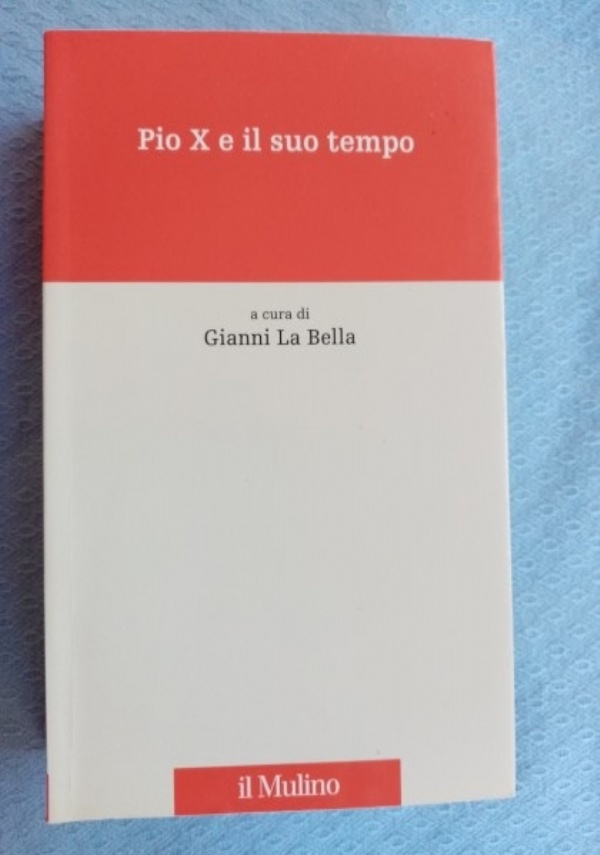 Pio X e il suo tempo
a cura di
Gianni La Bella
il Mulino